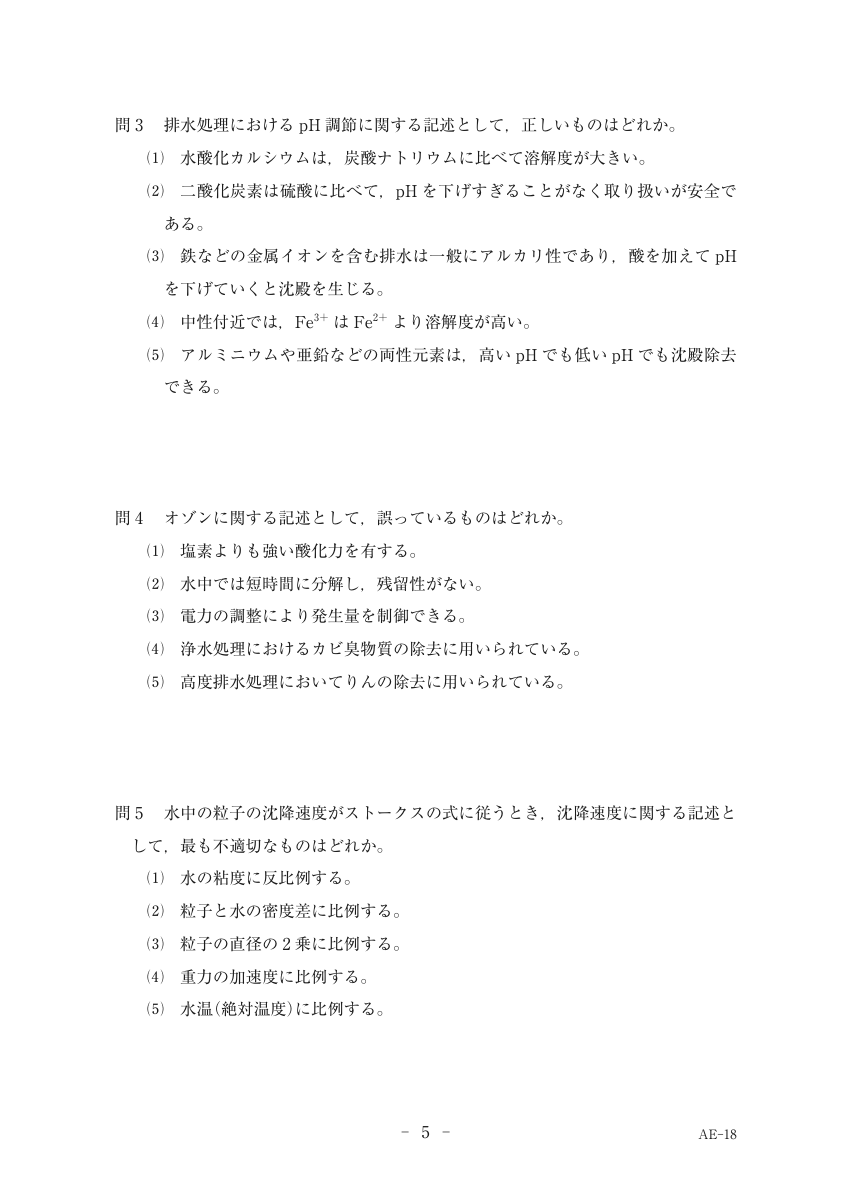 問3　排水処理における pH 調節に関する記述として，正しいものはどれか。
⑴　水酸化カルシウムは，炭酸ナトリウムに比べて溶解度が大きい。
⑵　二酸化炭素は硫酸に比べて，pH を下げすぎることがなく取り扱いが安全で
ある。
⑶　鉄などの金属イオンを含む排水は一般にアルカリ性であり，酸を加えて pH
を下げていくと沈殿を生じる。
⑷　中性付近では，Fe³⁺ は Fe²⁺ より溶解度が高い。
⑸　アルミニウムや亜鉛などの両性元素は，高い pH でも低い pH でも沈殿除去
できる。
問4　オゾンに関する記述として，誤っているものはどれか。
⑴　塩素よりも強い酸化力を有する。
⑵　水中では短時間に分解し，残留性がない。
⑶　電力の調整により発生量を制御できる。
⑷　浄水処理におけるカビ臭物質の除去に用いられている。
⑸　高度排水処理においてりんの除去に用いられている。
問5　水中の粒子の沈降速度がストークスの式に従うとき，沈降速度に関する記述と
して，最も不適切なものはどれか。
⑴　水の粘度に反比例する。
⑵　粒子と水の密度差に比例する。
⑶　粒子の直径の2乗に比例する。
⑷　重力の加速度に比例する。
⑸　水温(絶対温度)に比例する。
－ 5 －
AE–18